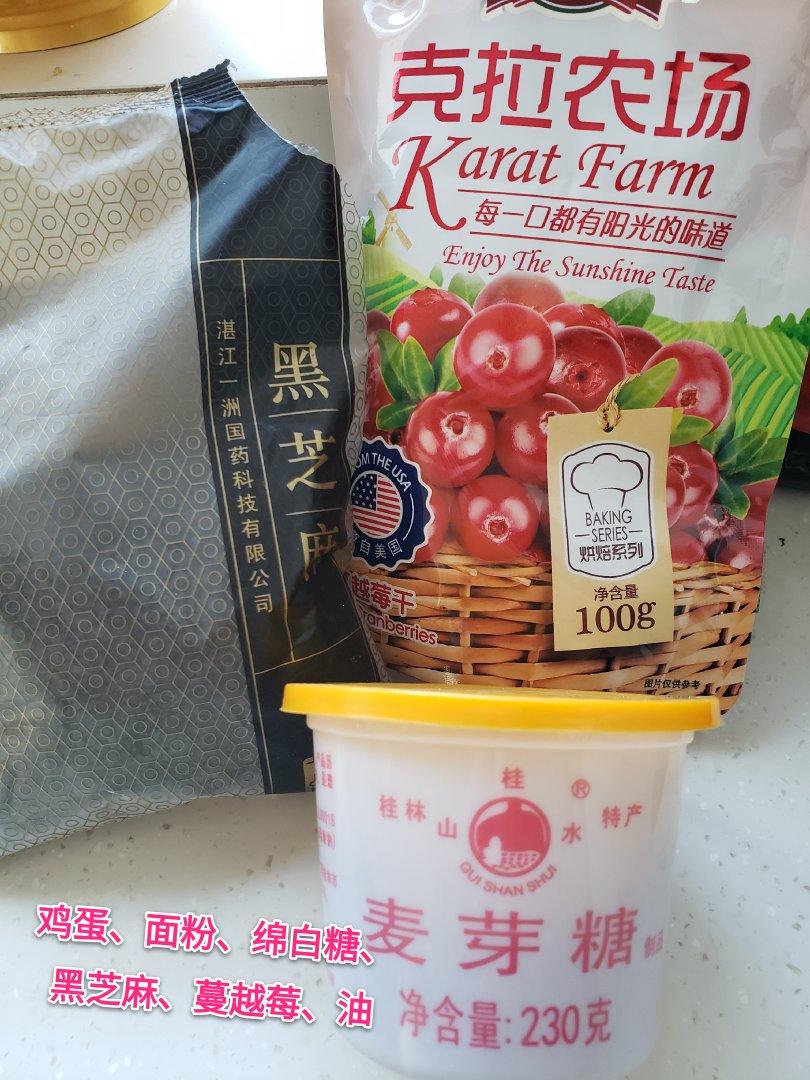 克拉农场
Karat Farm
每一口都有阳光的味道
Enjoy The Sunshine Taste
黑芝麻
湛江一洲国药科技有限公司
FROM THE USA
来自美国
BAKING
SERIES
烘焙系列
净含量
100g
越莓干
图片仅供参考
桂
桂林 山 水 特产
®
GUI SHAN SHUI
麦芽糖
净含量:230克
鸡蛋、面粉、绵白糖、
黑芝麻、蔓越莓、油